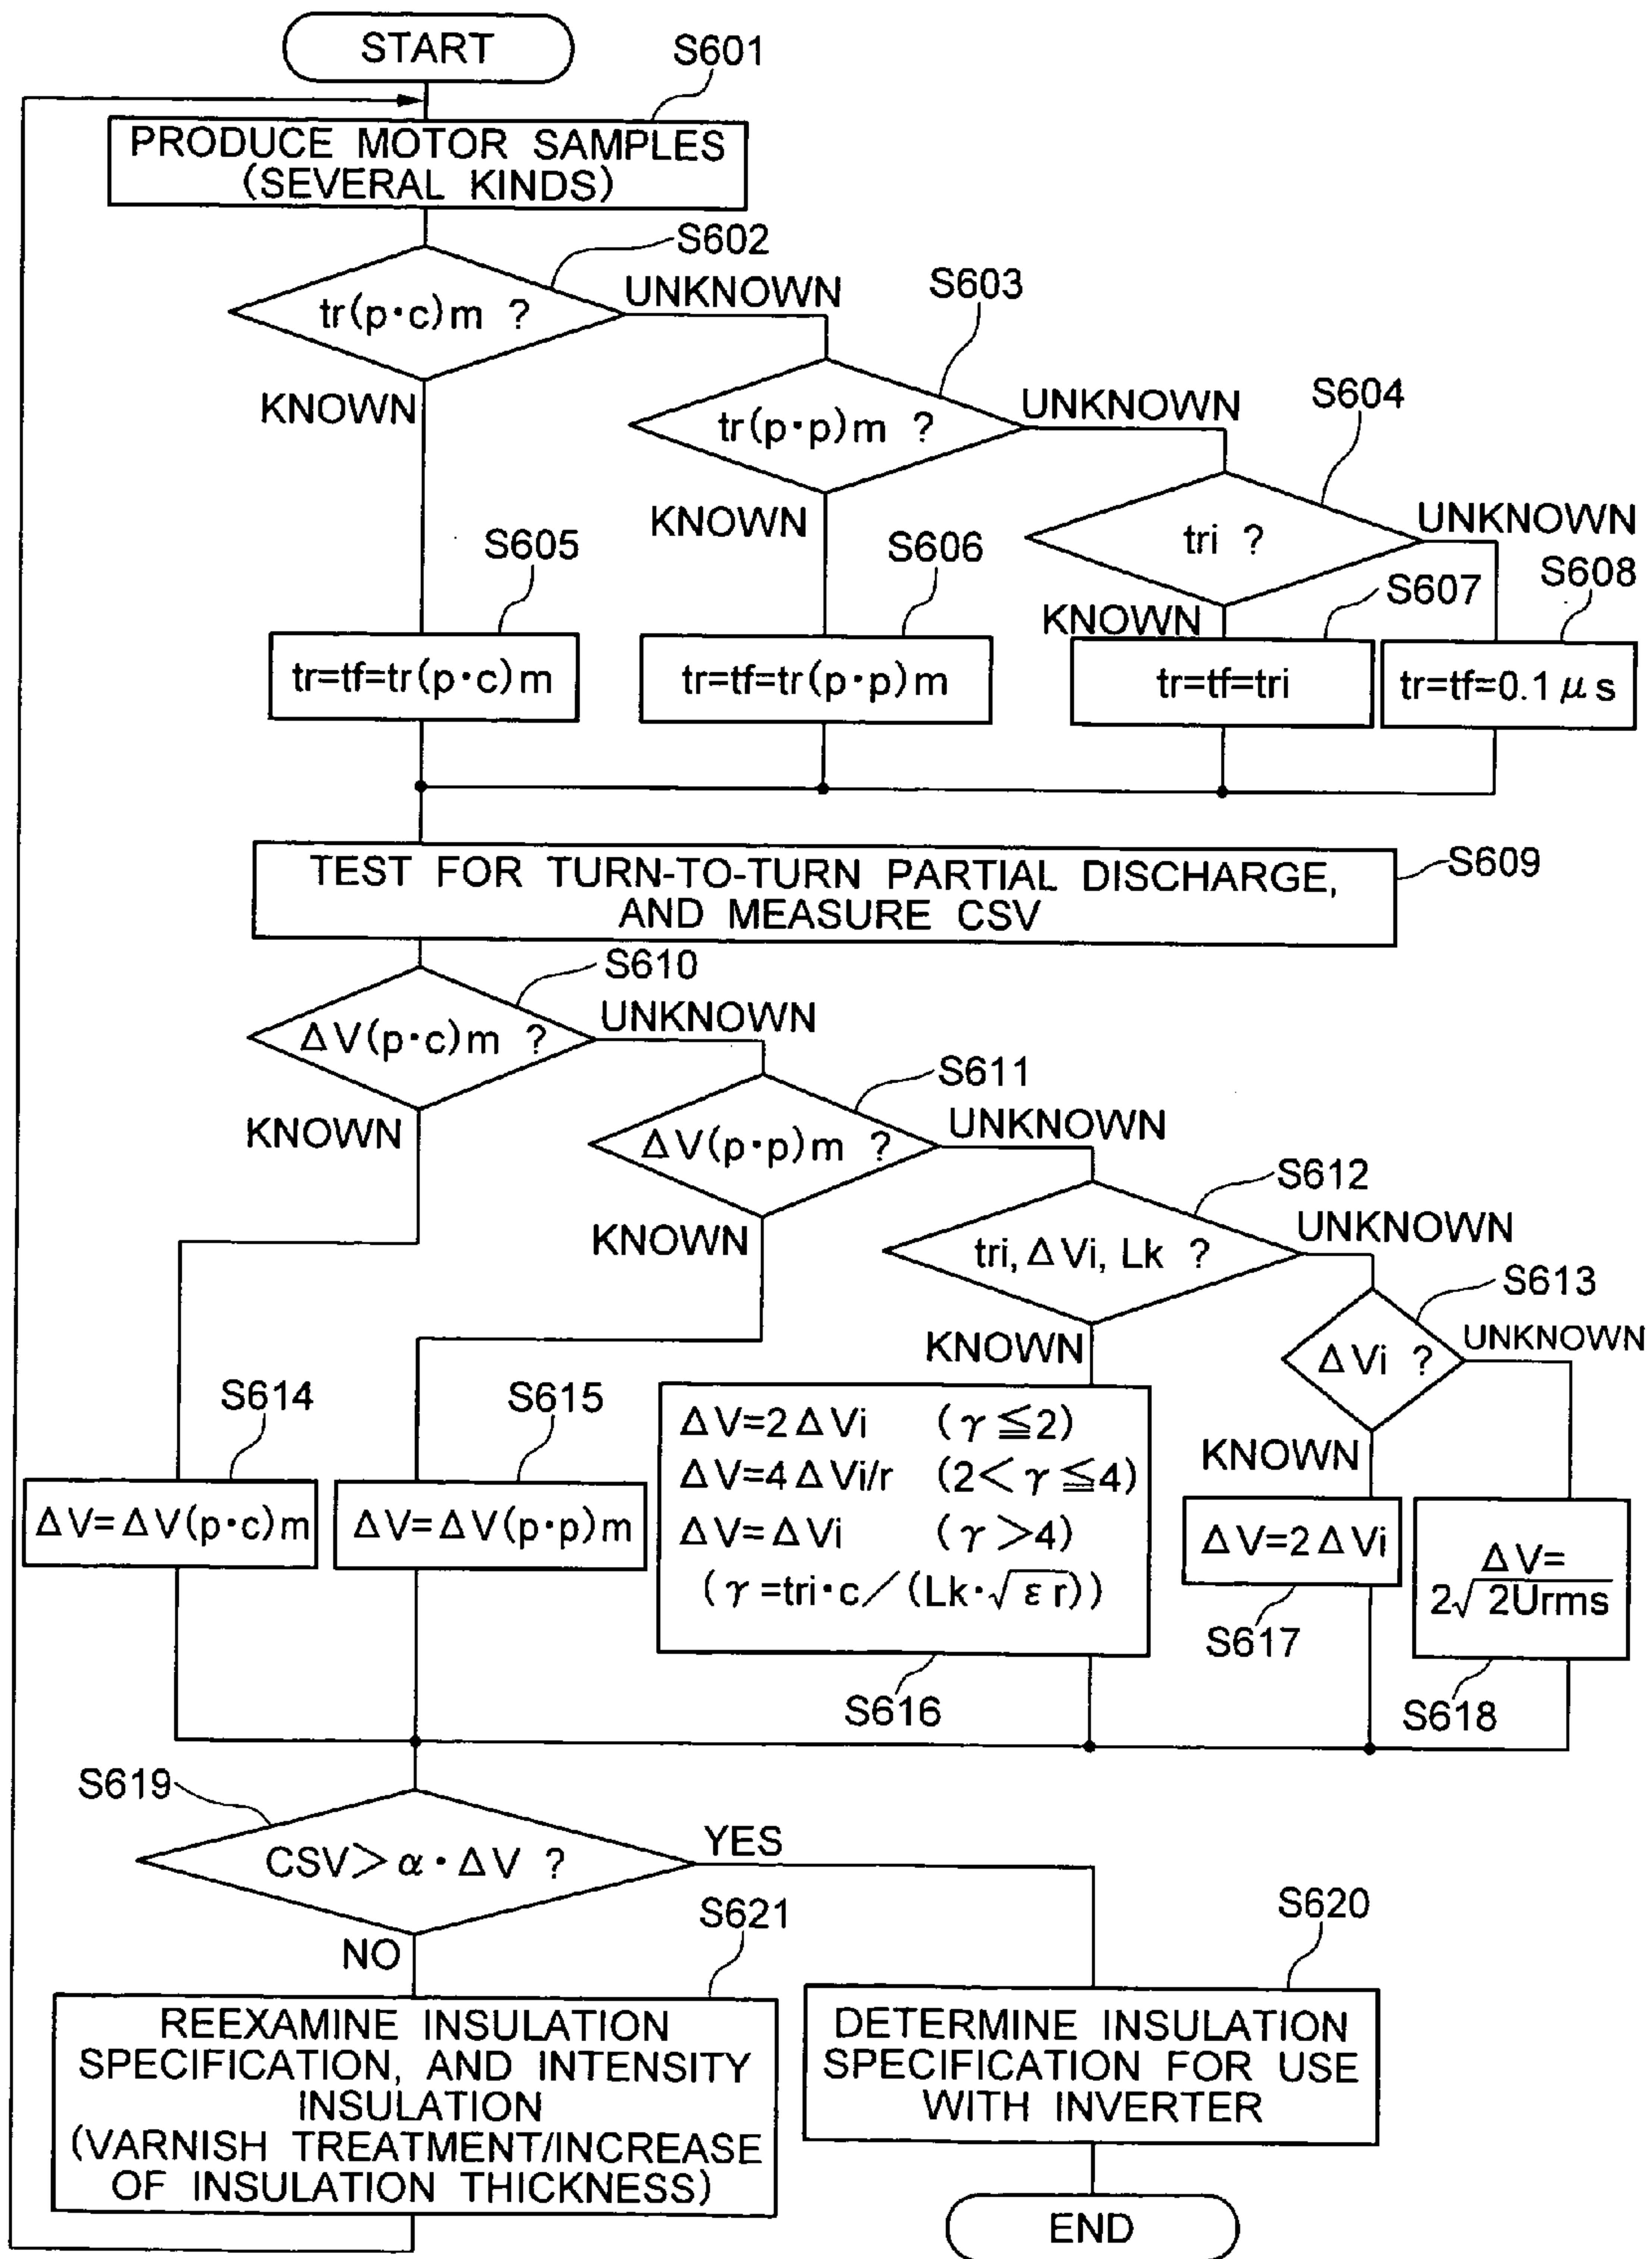 START
S601
PRODUCE MOTOR SAMPLES
(SEVERAL KINDS)
S602
tr(p·c)m ?
UNKNOWN
KNOWN
S603
tr(p·p)m ?
UNKNOWN
KNOWN
S604
tri ?
UNKNOWN
KNOWN
S605
tr=tf=tr(p·c)m
S606
tr=tf=tr(p·p)m
S607
tr=tf=tri
S608
tr=tf=0.1μs
TEST FOR TURN-TO-TURN PARTIAL DISCHARGE,
AND MEASURE CSV
S609
S610
ΔV(p·c)m ?
UNKNOWN
KNOWN
S611
ΔV(p·p)m ?
UNKNOWN
KNOWN
S612
tri, ΔVi, Lk ?
UNKNOWN
KNOWN
S613
ΔVi ?
UNKNOWN
KNOWN
S614
ΔV=ΔV(p·c)m
S615
ΔV=ΔV(p·p)m
ΔV=2ΔVi (γ≦2)
ΔV=4ΔVi/r (2<γ≦4)
ΔV=ΔVi (γ>4)
(γ=tri·c/(Lk·√εr))
S616
ΔV=2ΔVi
S617
ΔV=
2√2Urms
S618
S619
CSV>α·ΔV ?
YES
NO
S621
REEXAMINE INSULATION
SPECIFICATION, AND INTENSITY
INSULATION
(VARNISH TREATMENT/INCREASE
OF INSULATION THICKNESS)
S620
DETERMINE INSULATION
SPECIFICATION FOR USE
WITH INVERTER
END